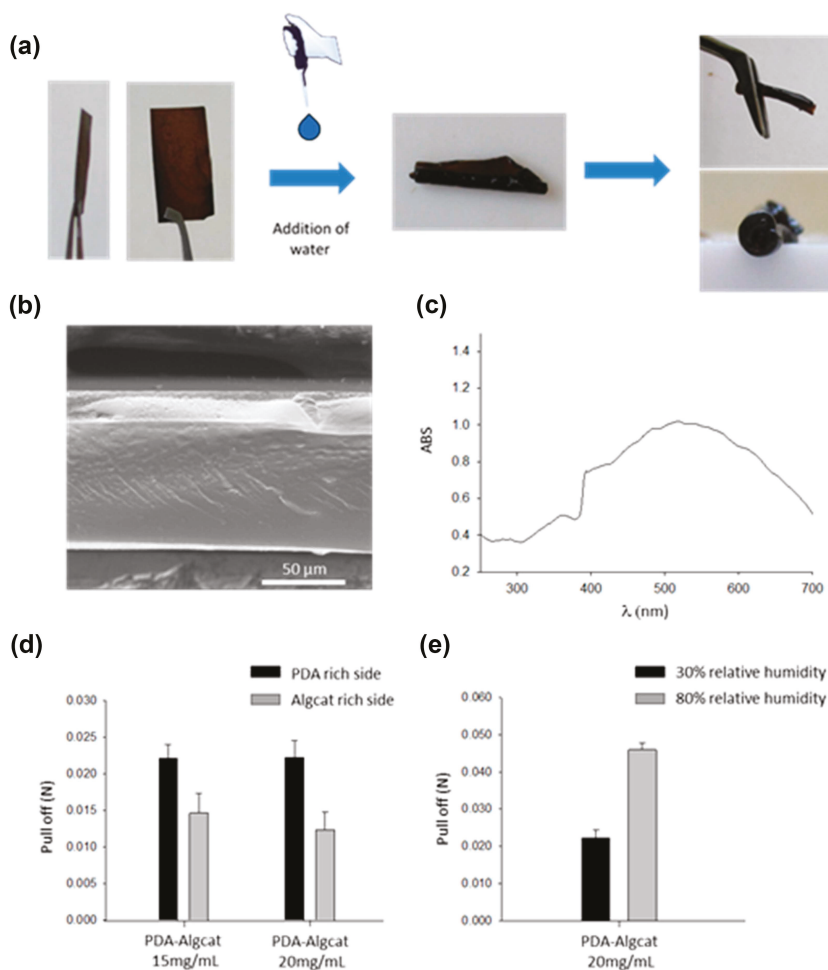 (a)
Addition of
water
(b)
50 μm
(c)
1.4
1.2
1.0
0.8
0.6
0.4
0.2
ABS
300
400
500
600
700
λ (nm)
(d)
PDA rich side
Algcat rich side
0.030
0.025
0.020
0.015
0.010
0.005
0.000
Pull off (N)
PDA-Algcat
15mg/mL
PDA-Algcat
20mg/mL
(e)
30% relative humidity
80% relative humidity
0.060
0.050
0.040
0.030
0.020
0.010
0.000
Pull off (N)
PDA-Algcat
20mg/mL